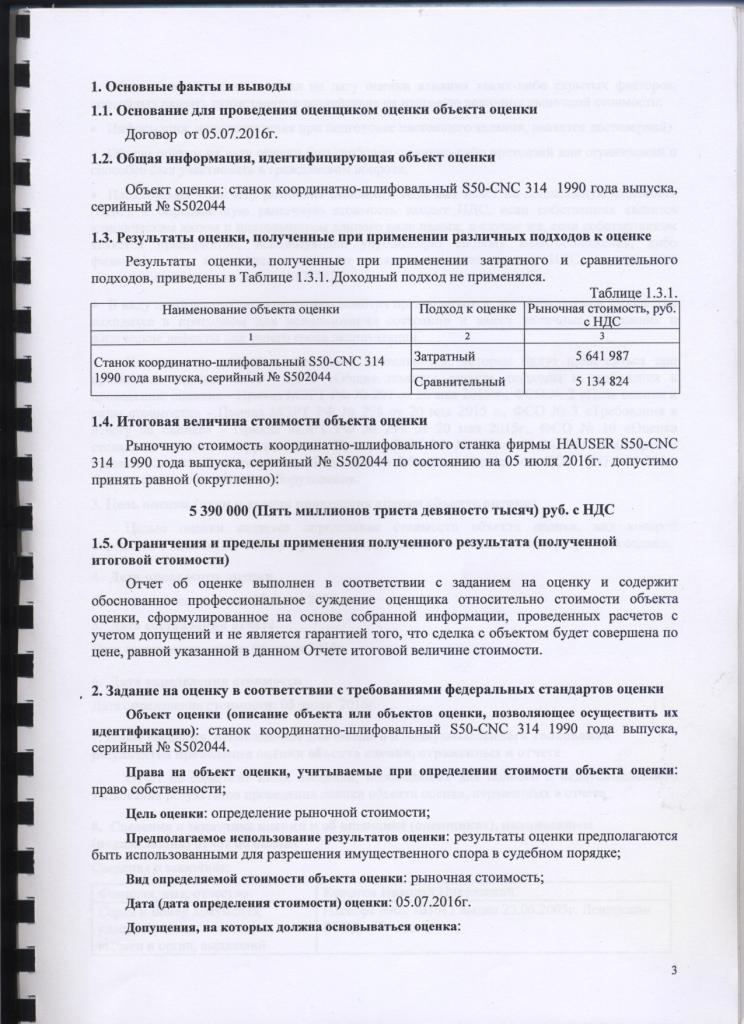 1. Основные факты и выводы
1.1. Основание для проведения оценщиком оценки объекта оценки
Договор от 05.07.2016г.
1.2. Общая информация, идентифицирующая объект оценки
Объект оценки: станок координатно-шлифовальный S50-CNC 314 1990 года выпуска,
серийный № S502044
1.3. Результаты оценки, полученные при применении различных подходов к оценке
Результаты оценки, полученные при применении затратного и сравнительного
подходов, приведены в Таблице 1.3.1. Доходный подход не применялся.
Таблице 1.3.1.
Наименование объекта оценки | Подход к оценке | Рыночная стоимость, руб.
с НДС
1 | 2 | 3
Станок координатно-шлифовальный S50-CNC 314
1990 года выпуска, серийный № S502044
Затратный | 5 641 987
Сравнительный | 5 134 824
1.4. Итоговая величина стоимости объекта оценки
Рыночную стоимость координатно-шлифовального станка фирмы HAUSER S50-CNC
314 1990 года выпуска, серийный № S502044 по состоянию на 05 июля 2016г. допустимо
принять равной (округленно):
5 390 000 (Пять миллионов триста девяносто тысяч) руб. с НДС
1.5. Ограничения и пределы применения полученного результата (полученной
итоговой стоимости)
Отчет об оценке выполнен в соответствии с заданием на оценку и содержит
обоснованное профессиональное суждение оценщика относительно стоимости объекта
оценки, сформулированное на основе собранной информации, проведенных расчетов с
учетом допущений и не является гарантией того, что сделка с объектом будет совершена по
цене, равной указанной в данном Отчете итоговой величине стоимости.
2. Задание на оценку в соответствии с требованиями федеральных стандартов оценки
Объект оценки (описание объекта или объектов оценки, позволяющее осуществить их
идентификацию): станок координатно-шлифовальный S50-CNC 314 1990 года выпуска,
серийный № S502044.
Права на объект оценки, учитываемые при определении стоимости объекта оценки:
право собственности;
Цель оценки: определение рыночной стоимости;
Предполагаемое использование результатов оценки: результаты оценки предполагаются
быть использованными для разрешения имущественного спора в судебном порядке;
Вид определяемой стоимости объекта оценки: рыночная стоимость;
Дата (дата определения стоимости) оценки: 05.07.2016г.
Допущения, на которых должна основываться оценка:
3